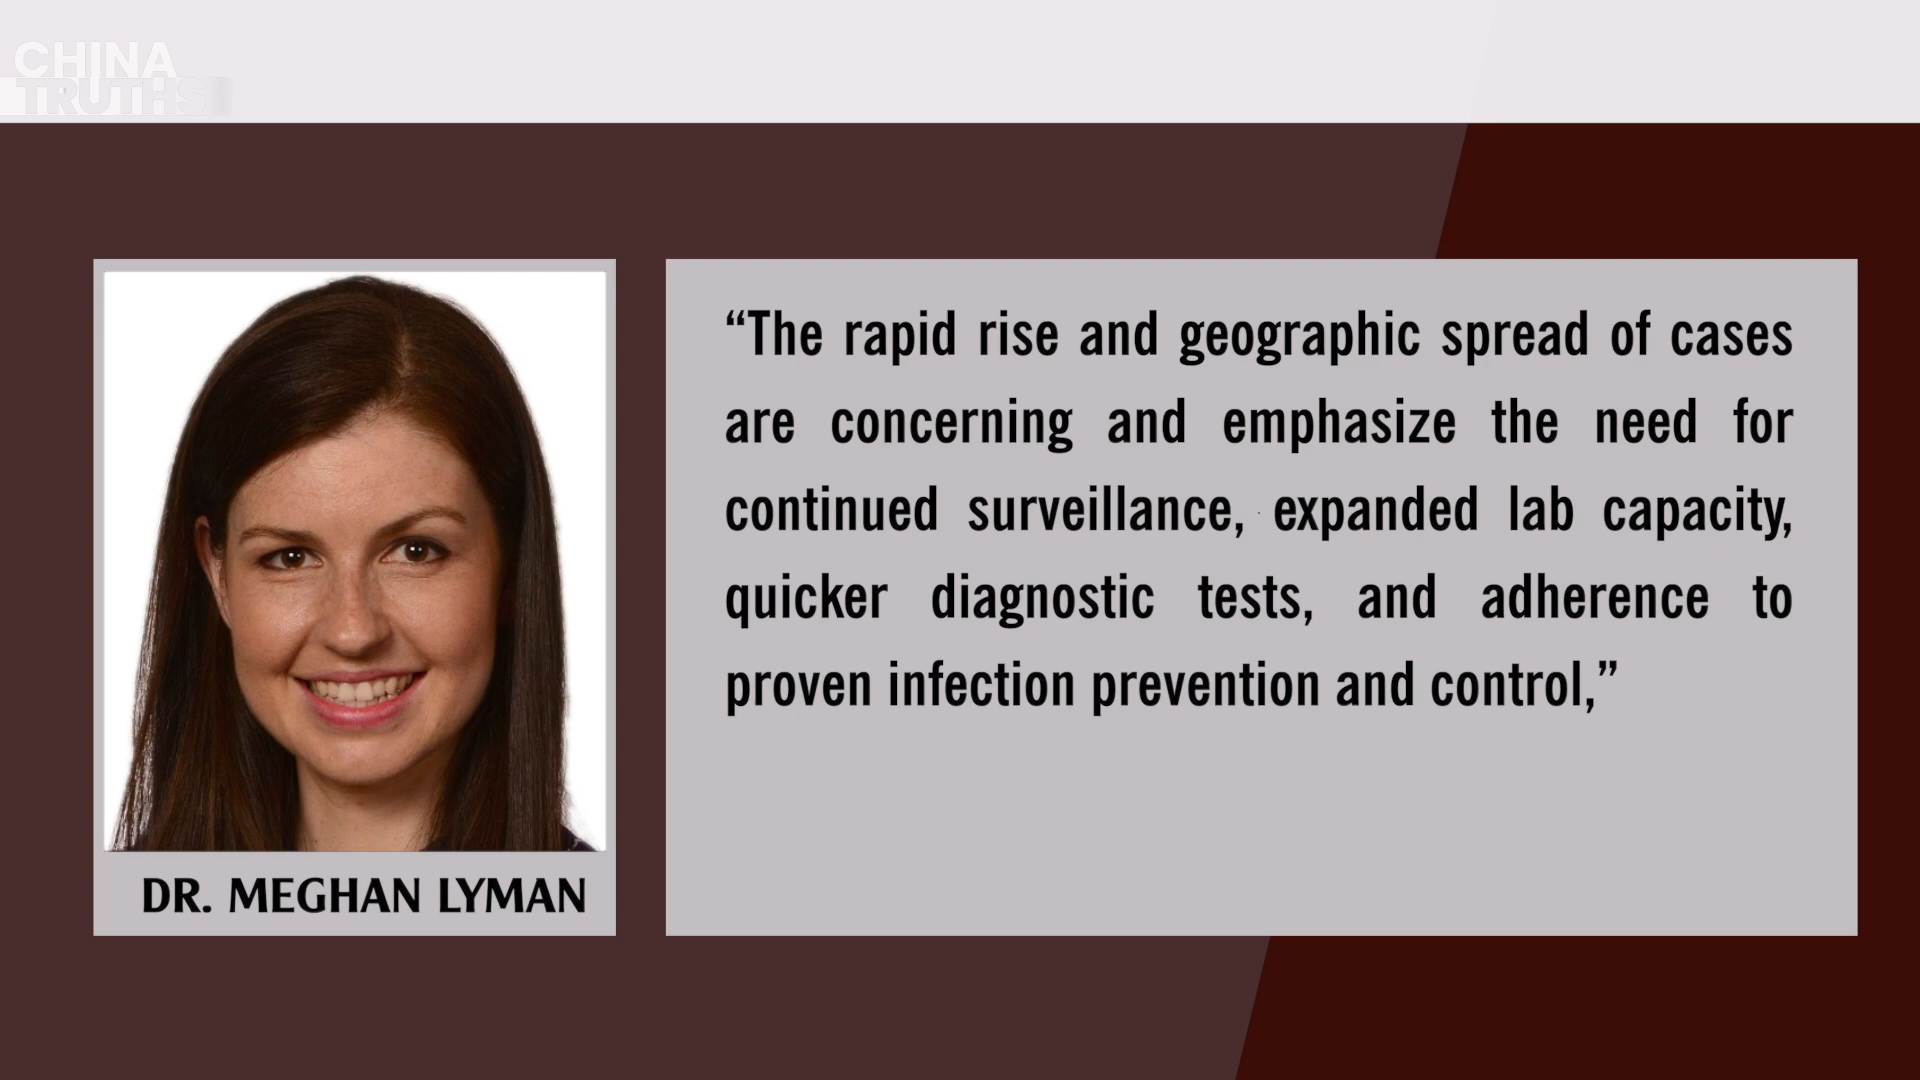 CHINA
TRUTHS
“The rapid rise and geographic spread of cases
are concerning and emphasize the need for
continued surveillance, expanded lab capacity,
quicker diagnostic tests, and adherence to
proven infection prevention and control,”
DR. MEGHAN LYMAN